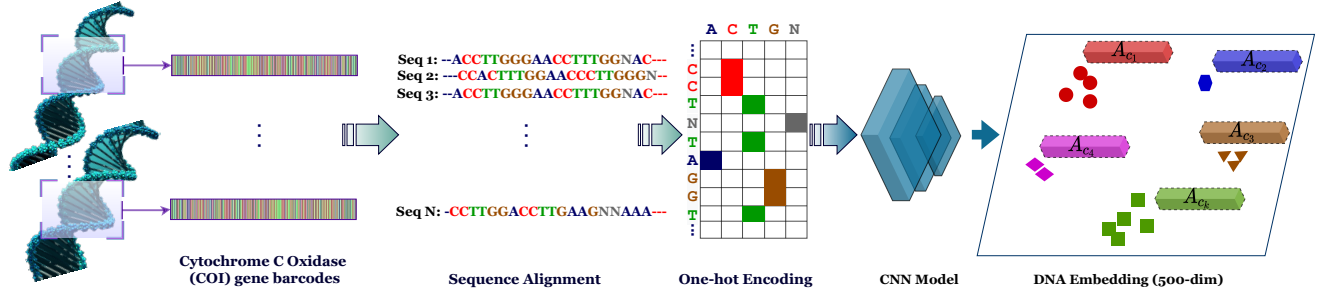 A C T G N
Seq 1: --ACCTTGGGAACCTTTGGNAC---
Seq 2: ---CCACTTTGGAACCCTTGGGN--
Seq 3: --ACCTTGGGAACCTTTGGNAC---
Seq N: -CCTTGGACCTTGAAGNNAAA---
C
C
T
N
T
A
G
G
T
A_{c_1}
A_{c_2}
A_{c_3}
A_{c_4}
A_{c_k}
Cytochrome C Oxidase
(COI) gene barcodes
Sequence Alignment
One-hot Encoding
CNN Model
DNA Embedding (500-dim)